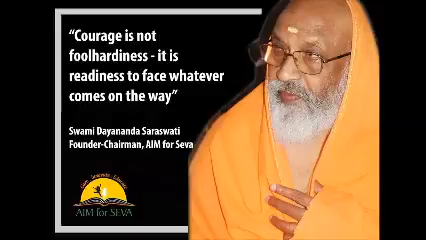 “Courage is not
foolhardiness - it is
readiness to face whatever
comes on the way”
Swami Dayananda Saraswati
Founder-Chairman, AIM for Seva
AIM for SEVA